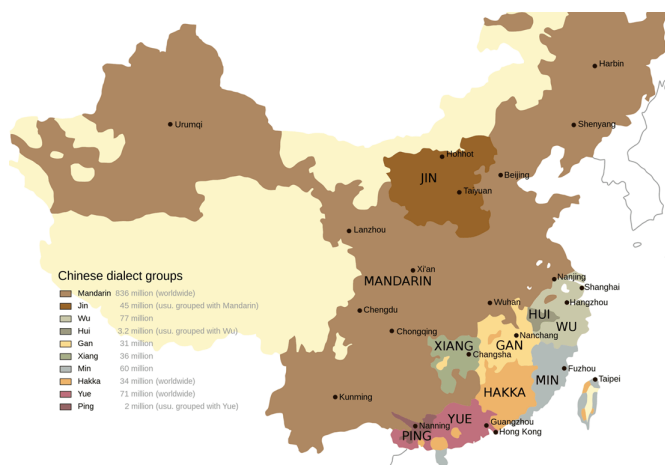 Harbin
Urumqi
Shenyang
Hohhot
JIN
Beijing
Taiyuan
Lanzhou
Xi'an
MANDARIN
Nanjing
Shanghai
Chengdu
Wuhan
Hangzhou
HUI
WU
Chongqing
Nanchang
XIANG
GAN
Changsha
Fuzhou
MIN
Taipei
HAKKA
Kunming
YUE
Guangzhou
Nanning
PING
Hong Kong
Chinese dialect groups
Mandarin 836 million (worldwide)
Jin 45 million (usu. grouped with Mandarin)
Wu 77 million
Hui 3.2 million (usu. grouped with Wu)
Gan 31 million
Xiang 36 million
Min 60 million
Hakka 34 million (worldwide)
Yue 71 million (worldwide)
Ping 2 million (usu. grouped with Yue)